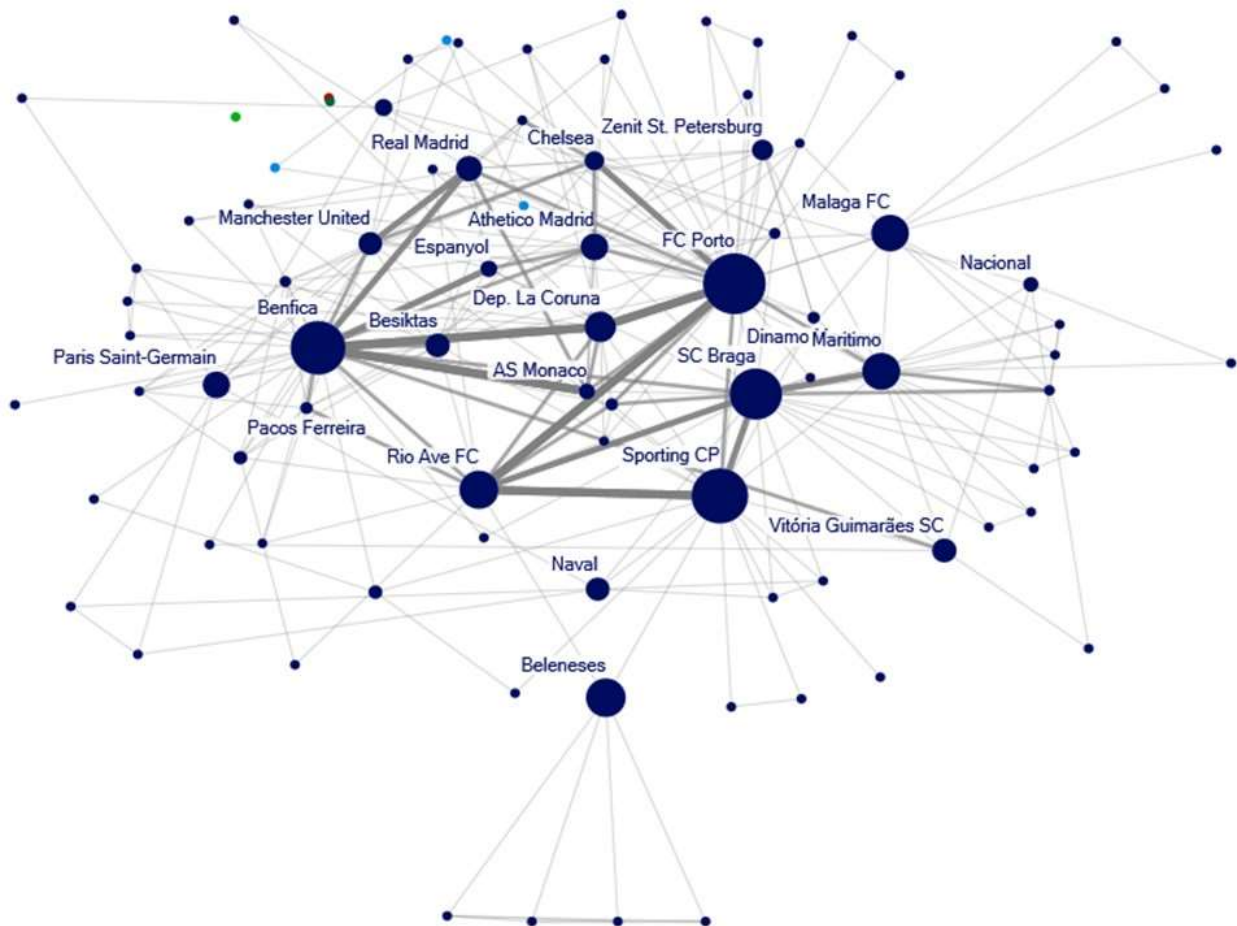 Zenit St. Petersburg
Chelsea
Real Madrid
Malaga FC
Manchester United
Athletico Madrid
FC Porto
Espanyol
Nacional
Dep. La Coruna
Benfica
Besiktas
Dinamo
Maritimo
Paris Saint-Germain
SC Braga
AS Monaco
Pacos Ferreira
Rio Ave FC
Sporting CP
Vitória Guimarães SC
Naval
Beleneses